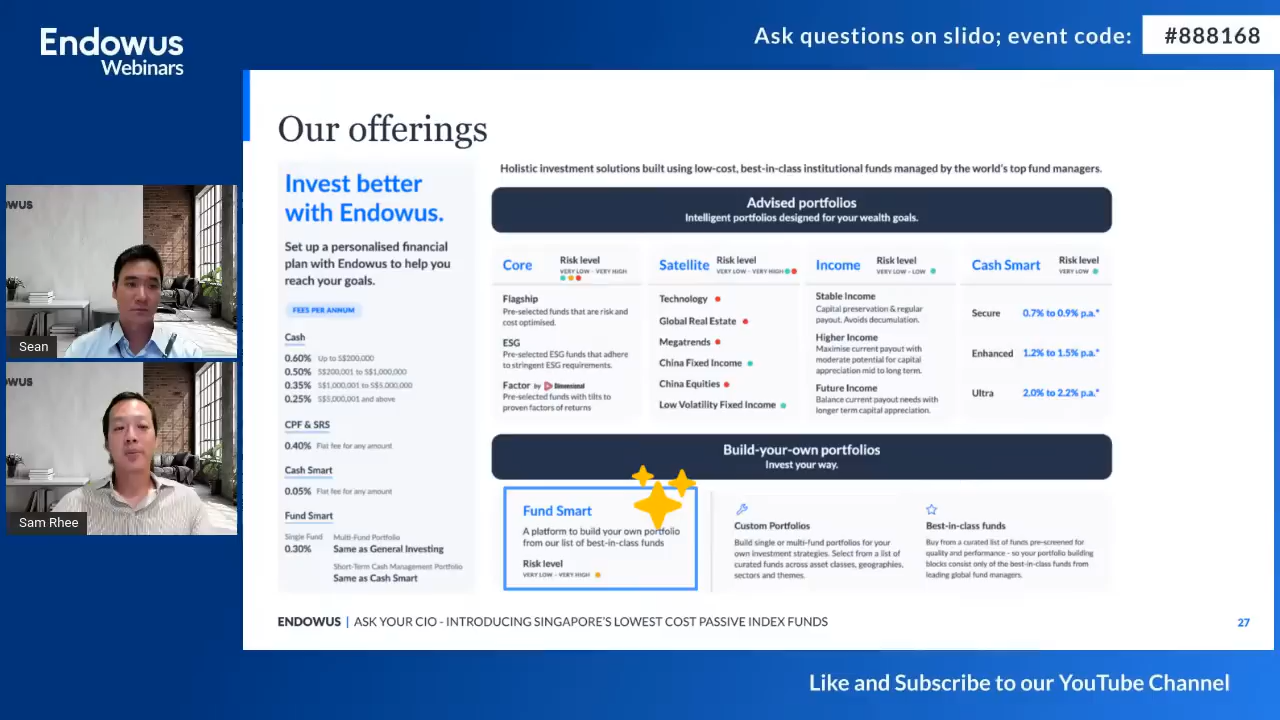 Endowus
Webinars
Ask questions on slido; event code:
#888168
Our offerings
Invest better
with Endowus.
Set up a personalised financial
plan with Endowus to help you
reach your goals.
FEES PER ANNUM
Cash
0.60% Up to S$200,000
0.50% S$200,001 to S$1,000,000
0.35% S$1,000,001 to S$5,000,000
0.25% S$5,000,001 and above
CPF & SRS
0.40% Flat fee for any amount
Cash Smart
0.05% Flat fee for any amount
Fund Smart
Single Fund
0.30%
Multi-Fund Portfolio
Same as General Investing
Short-Term Cash Management Portfolio
Same as Cash Smart
Holistic investment solutions built using low-cost, best-in-class institutional funds managed by the world's top fund managers.
Advised portfolios
Intelligent portfolios designed for your wealth goals.
Core
Risk level
VERY LOW - VERY HIGH
Flagship
Pre-selected funds that are risk and
cost optimised.
ESG
Pre-selected ESG funds that adhere
to stringent ESG requirements.
Factor by Dimensional
Pre-selected funds with tilts to
proven factors of returns
Satellite
Risk level
VERY LOW - VERY HIGH
Technology
Global Real Estate
Megatrends
China Fixed Income
China Equities
Low Volatility Fixed Income
Income
Risk level
VERY LOW - LOW
Stable Income
Capital preservation & regular
payout. Avoids decumulation.
Higher Income
Maximise current payout with
moderate potential for capital
appreciation mid to long term.
Future Income
Balance current payout needs with
longer term capital appreciation.
Cash Smart
Risk level
VERY LOW
Secure 0.7% to 0.9% p.a.*
Enhanced 1.2% to 1.5% p.a.*
Ultra 2.0% to 2.2% p.a.*
Build-your-own portfolios
Invest your way.
Fund Smart
A platform to build your own portfolio
from our list of best-in-class funds
Risk level
VERY LOW - VERY HIGH
Custom Portfolios
Build single or multi-fund portfolios for your
own investment strategies. Select from a list of
curated funds across asset classes, geographies,
sectors and themes.
Best-in-class funds
Buy from a curated list of funds pre-screened for
quality and performance - so your portfolio building
blocks consist only of the best-in-class funds from
leading global fund managers.
ENDOWUS | ASK YOUR CIO - INTRODUCING SINGAPORE'S LOWEST COST PASSIVE INDEX FUNDS
27
Sean
Sam Rhee
Like and Subscribe to our YouTube Channel